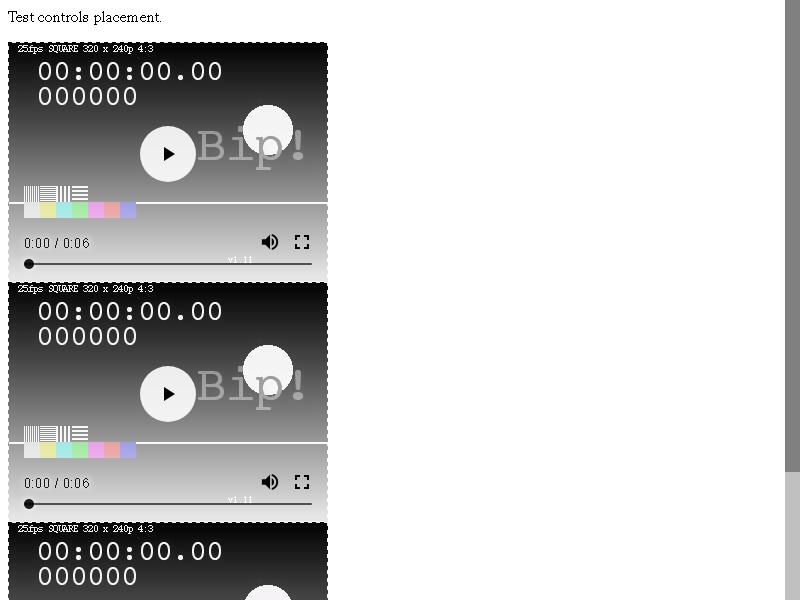 Test controls placement.
25fps SQUARE 320 x 240p 4:3
00:00:00.00
000000
Bip!
0:00 / 0:06
v1.11
25fps SQUARE 320 x 240p 4:3
00:00:00.00
000000
Bip!
0:00 / 0:06
v1.11
25fps SQUARE 320 x 240p 4:3
00:00:00.00
000000